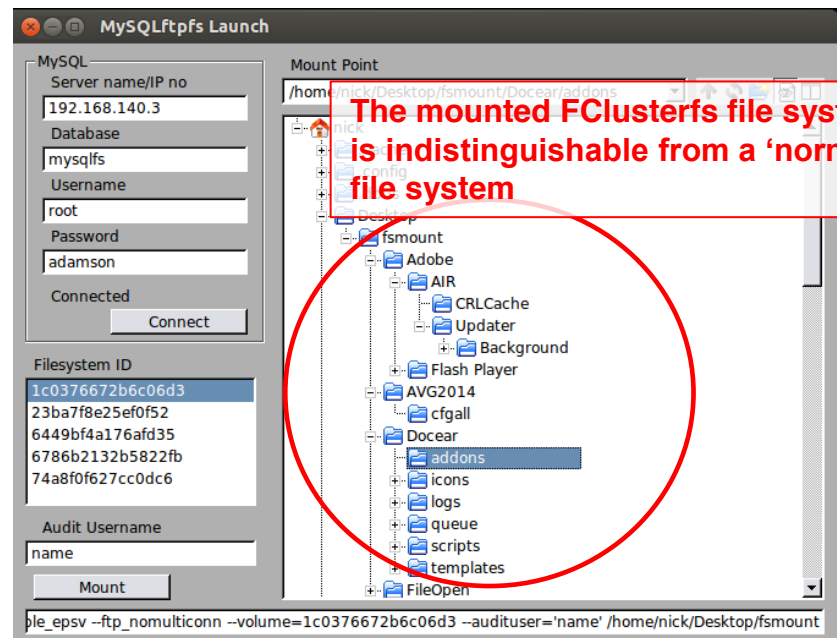 MySQLftpfs Launch
MySQL
Server name/IP no
192.168.140.3
Database
mysqlfs
Username
root
Password
adamson
Connected
Connect
Filesystem ID
1c0376672b6c06d3
23ba7f8e25ef0f52
6449bf4a176afd35
6786b2132b5822fb
74a8f0f627cc0dc6
Audit Username
name
Mount
Mount Point
/home/nick/Desktop/fsmount/Docear/addons
The mounted FClusterfs file sys
is indistinguishable from a ‘nor
file system
nick
.config
Desktop
fsmount
Adobe
AIR
CRLCache
Updater
Background
Flash Player
AVG2014
cfgall
Docear
addons
icons
logs
queue
scripts
templates
FileOpen
ble_epsv --ftp_nomulticonn --volume=1c0376672b6c06d3 --audituser='name' /home/nick/Desktop/fsmount